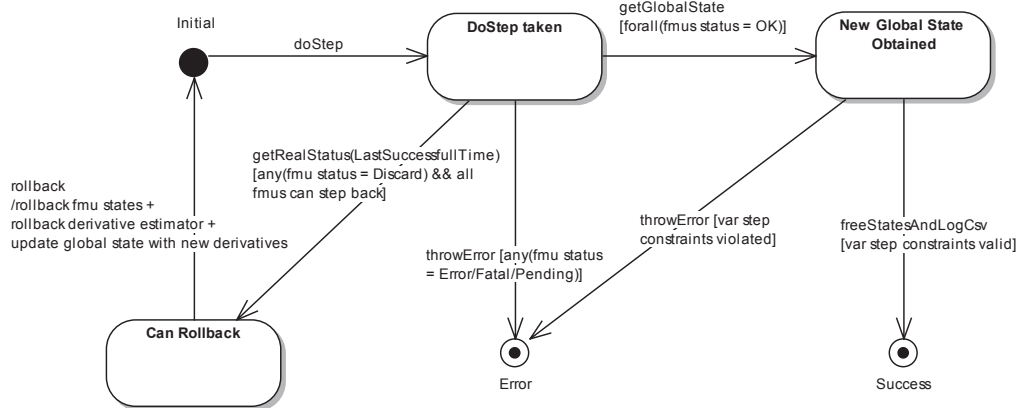 Initial
doStep
DoStep taken
getGlobalState
[forall(fmus status = OK)]
New Global State
Obtained
getRealStatus(LastSuccessfullTime)
[any(fmu status = Discard) && all
fmus can step back]
rollback
/rollback fmu states +
rollback derivative estimator +
update global state with new derivatives
throwError [any(fmu status
= Error/Fatal/Pending)]
throwError [var step
constraints violated]
freeStatesAndLogCsv
[var step constraints valid]
Can Rollback
Error
Success